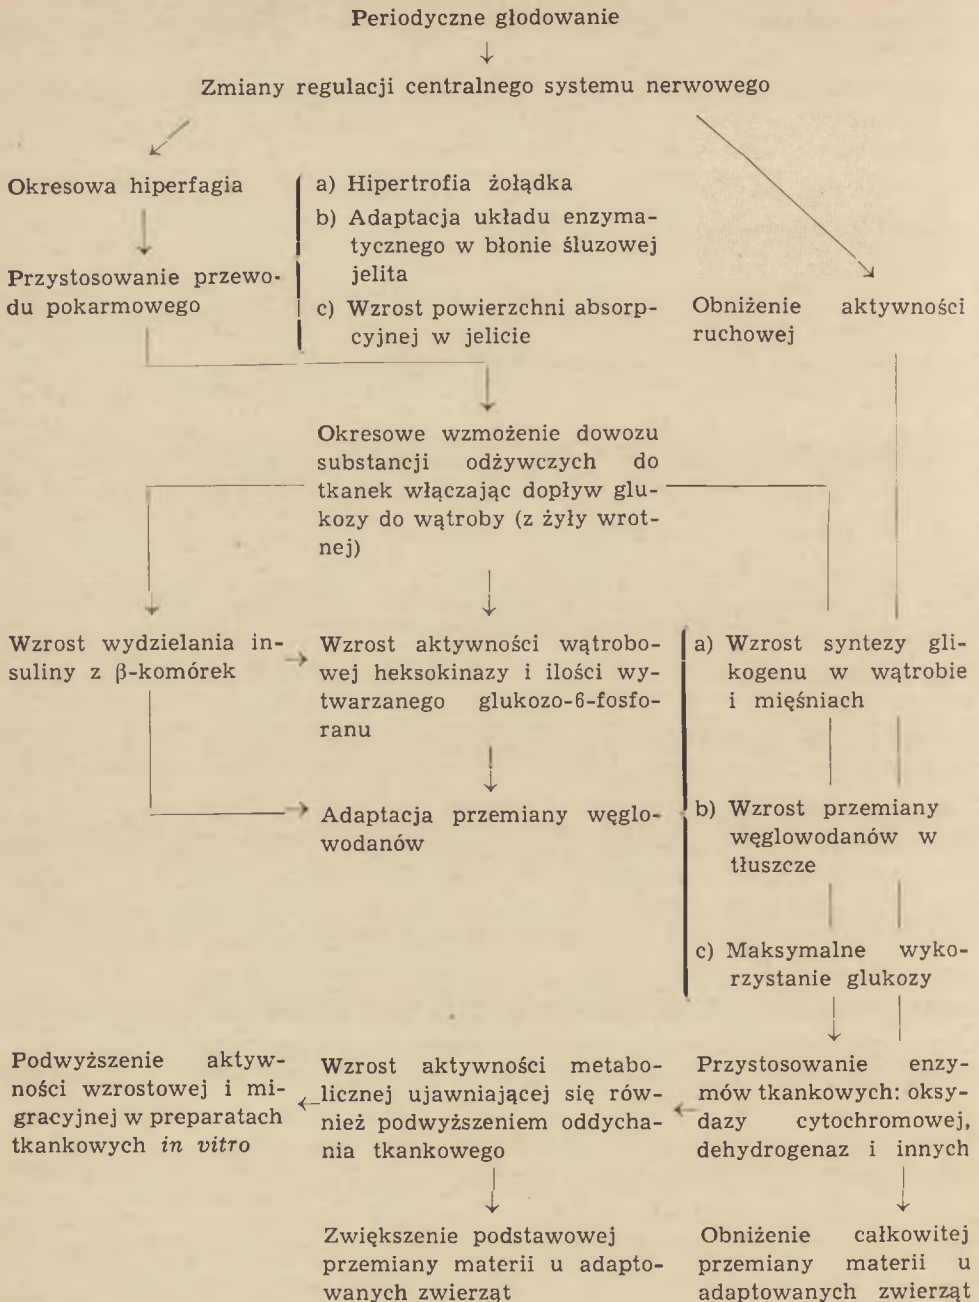 Periodyczne głodowanie
Zmiany regulacji centralnego systemu nerwowego
Okresowa hiperfagia
Przystosowanie przewo-
du pokarmowego
a) Hipertrofia żołądka
b) Adaptacja układu enzyma-
tycznego w błonie śluzowej
jelita
c) Wzrost powierzchni absorp-
cyjnej w jelicie
Obniżenie aktywności
ruchowej
Okresowe wzmożenie dowozu
substancji odżywczych do
tkanek włączając dopływ glu-
kozy do wątroby (z żyły wrot-
nej)
Wzrost wydzielania in-
suliny z β-komórek
Wzrost aktywności wątrobo-
wej heksokinazy i ilości wy-
twarzanego glukozo-6-fosfo-
ranu
a) Wzrost syntezy gli-
kogenu w wątrobie
i mięśniach
Adaptacja przemiany węglo-
wodanów
b) Wzrost przemiany
węglowodanów w
tłuszcze
c) Maksymalne wyko-
rzystanie glukozy
Podwyższenie aktyw-
ności wzrostowej i mi-
gracyjnej w preparatach
tkankowych in vitro
Wzrost aktywności metabo-
licznej ujawniającej się rów-
nież podwyższeniem oddycha-
nia tkankowego
Przystosowanie enzy-
mów tkankowych: oksy-
dazy cytochromowej,
dehydrogenaz i innych
Zwiększenie podstawowej
przemiany materii u adapto-
wanych zwierząt
Obniżenie całkowitej
przemiany materii u
adaptowanych zwierząt